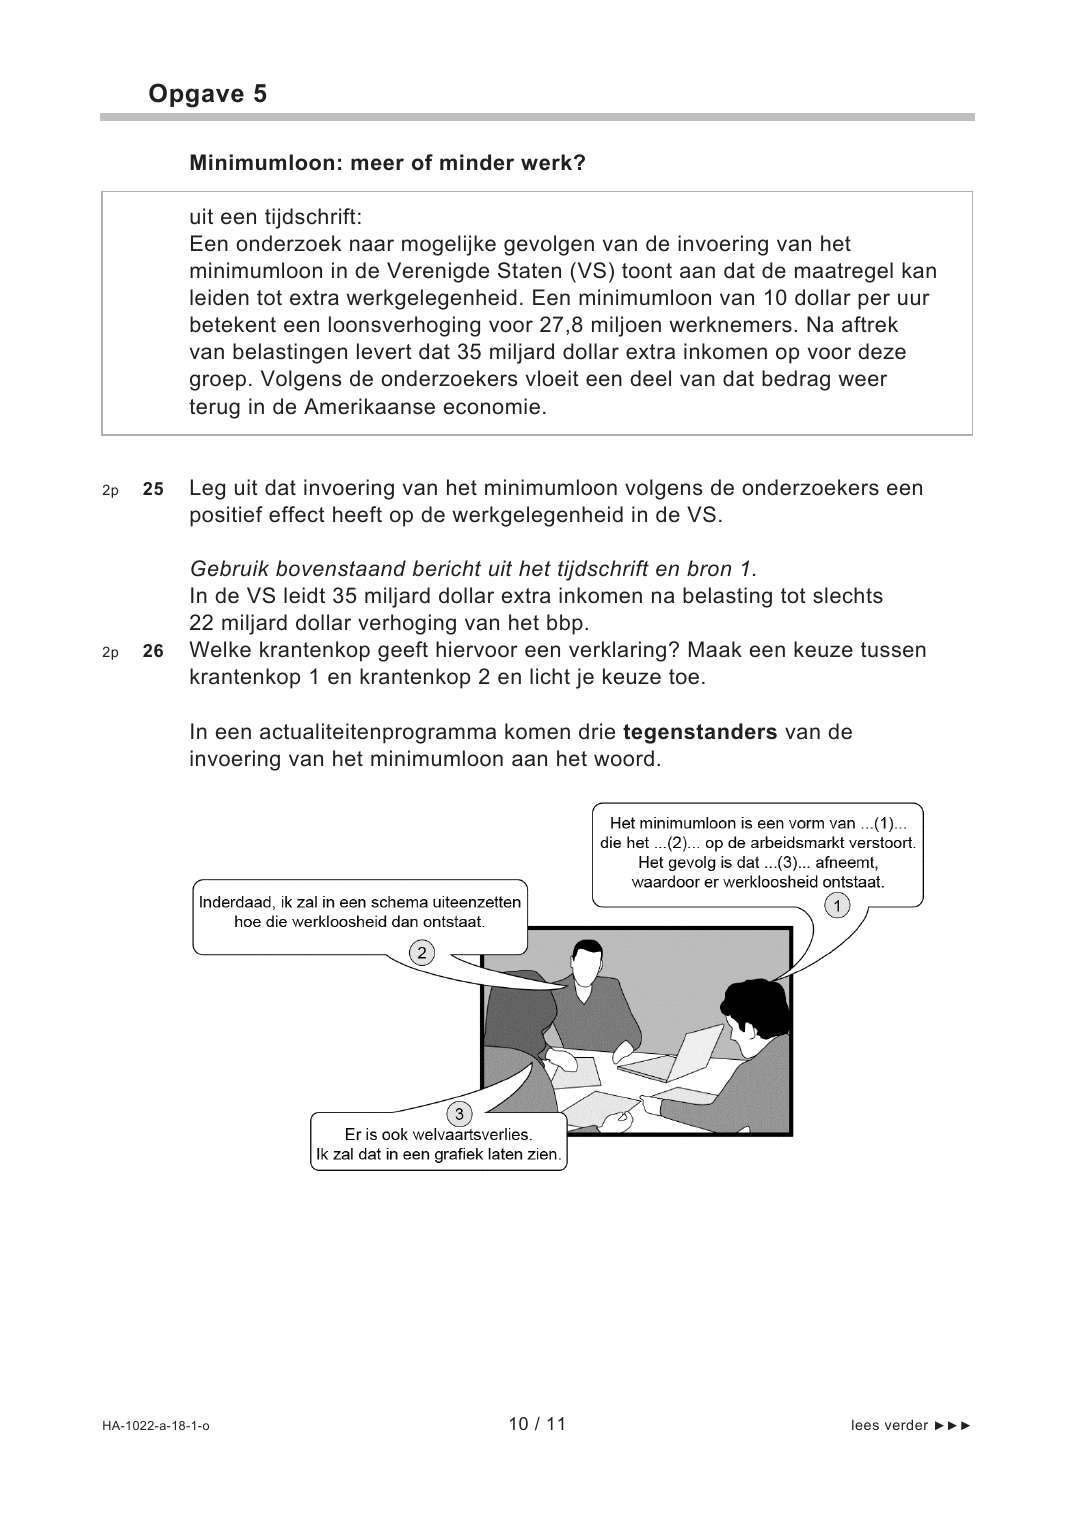 Opgave 5
Minimumloon: meer of minder werk?
uit een tijdschrift:
Een onderzoek naar mogelijke gevolgen van de invoering van het
minimumloon in de Verenigde Staten (VS) toont aan dat de maatregel kan
leiden tot extra werkgelegenheid. Een minimumloon van 10 dollar per uur
betekent een loonsverhoging voor 27,8 miljoen werknemers. Na aftrek
van belastingen levert dat 35 miljard dollar extra inkomen op voor deze
groep. Volgens de onderzoekers vloeit een deel van dat bedrag weer
terug in de Amerikaanse economie.
2p 25 Leg uit dat invoering van het minimumloon volgens de onderzoekers een
positief effect heeft op de werkgelegenheid in de VS.
Gebruik bovenstaand bericht uit het tijdschrift en bron 1.
In de VS leidt 35 miljard dollar extra inkomen na belasting tot slechts
22 miljard dollar verhoging van het bbp.
2p 26 Welke krantenkop geeft hiervoor een verklaring? Maak een keuze tussen
krantenkop 1 en krantenkop 2 en licht je keuze toe.
In een actualiteitenprogramma komen drie tegenstanders van de
invoering van het minimumloon aan het woord.
Het minimumloon is een vorm van ...(1)...
die het ...(2)... op de arbeidsmarkt verstoort.
Het gevolg is dat ...(3)... afneemt,
waardoor er werkloosheid ontstaat.
1
Inderdaad, ik zal in een schema uiteenzetten
hoe die werkloosheid dan ontstaat.
2
3
Er is ook welvaartsverlies.
Ik zal dat in een grafiek laten zien.
HA-1022-a-18-1-o 10 / 11 lees verder ►►►